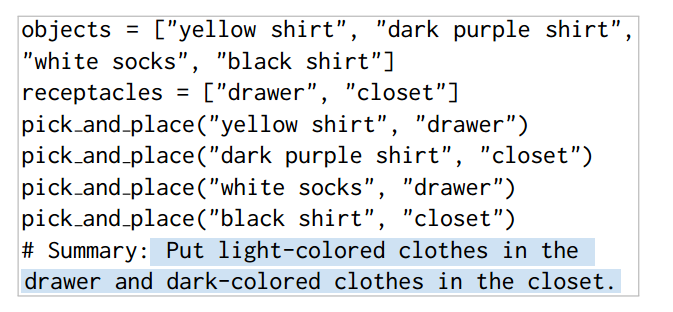 objects = ["yellow shirt", "dark purple shirt",
"white socks", "black shirt"]
receptacles = ["drawer", "closet"]
pick_and_place("yellow shirt", "drawer")
pick_and_place("dark purple shirt", "closet")
pick_and_place("white socks", "drawer")
pick_and_place("black shirt", "closet")
# Summary: Put light-colored clothes in the
drawer and dark-colored clothes in the closet.